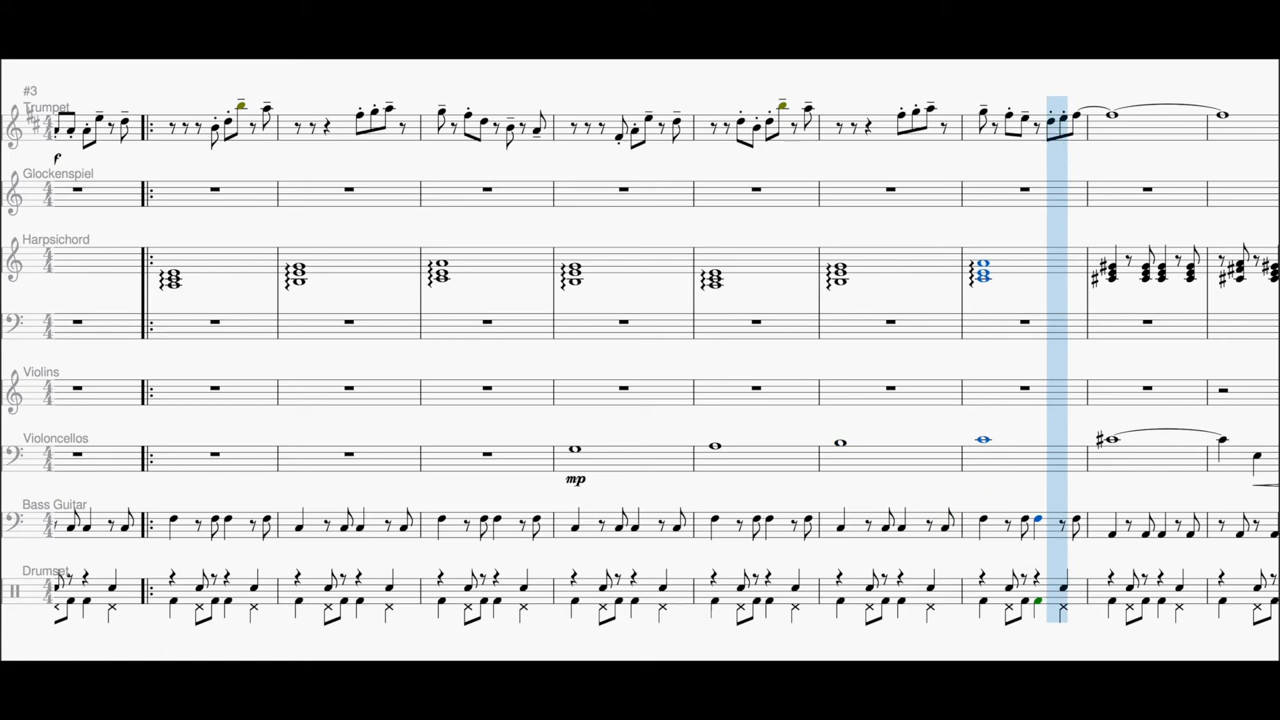 #3
Trumpet
f
Glockenspiel
Harpsichord
Violins
Violoncellos
mp
Bass Guitar
Drumset